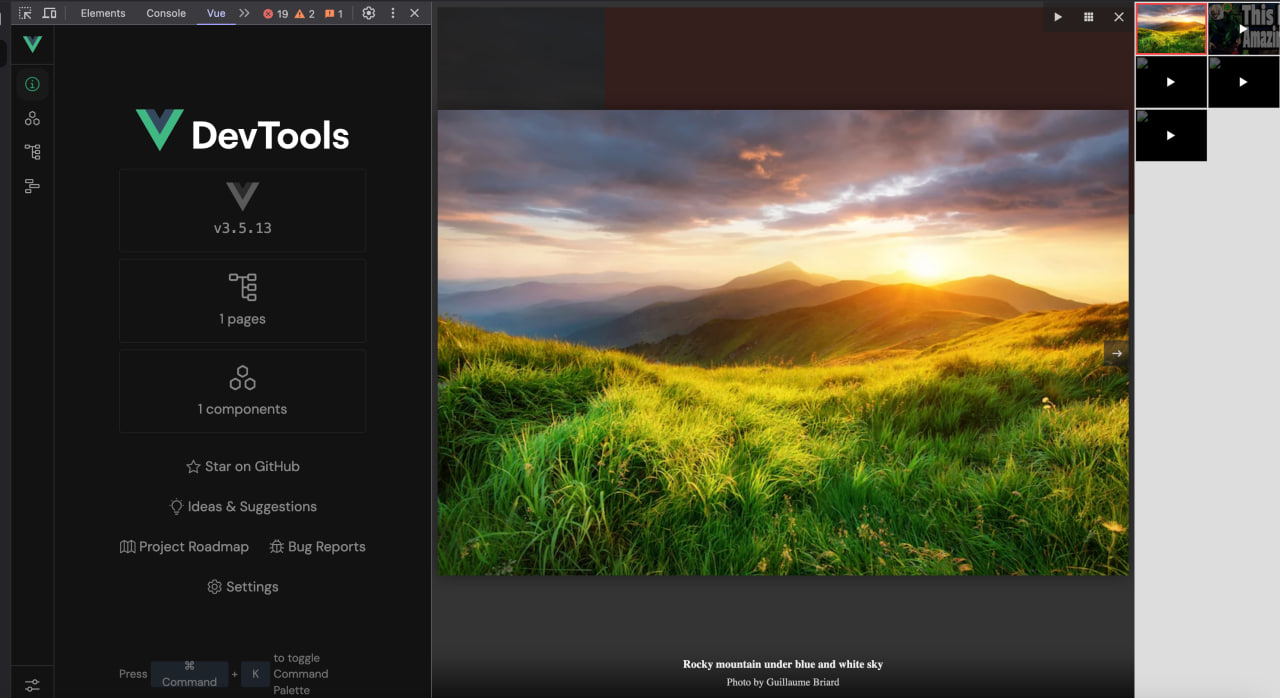 Elements Console Vue 19 2 1
DevTools
v3.5.13
1 pages
1 components
Star on GitHub
Ideas & Suggestions
Project Roadmap Bug Reports
Settings
Press ⌘ Command + K to toggle
Command
Palette
Rocky mountain under blue and white sky
Photo by Guillaume Briard
This
Amazin